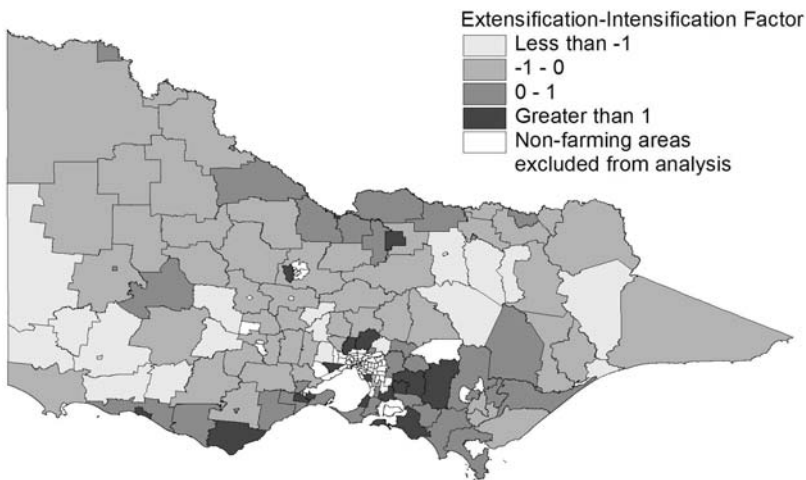 Extensification-Intensification Factor
Less than -1
-1 - 0
0 - 1
Greater than 1
Non-farming areas
excluded from analysis